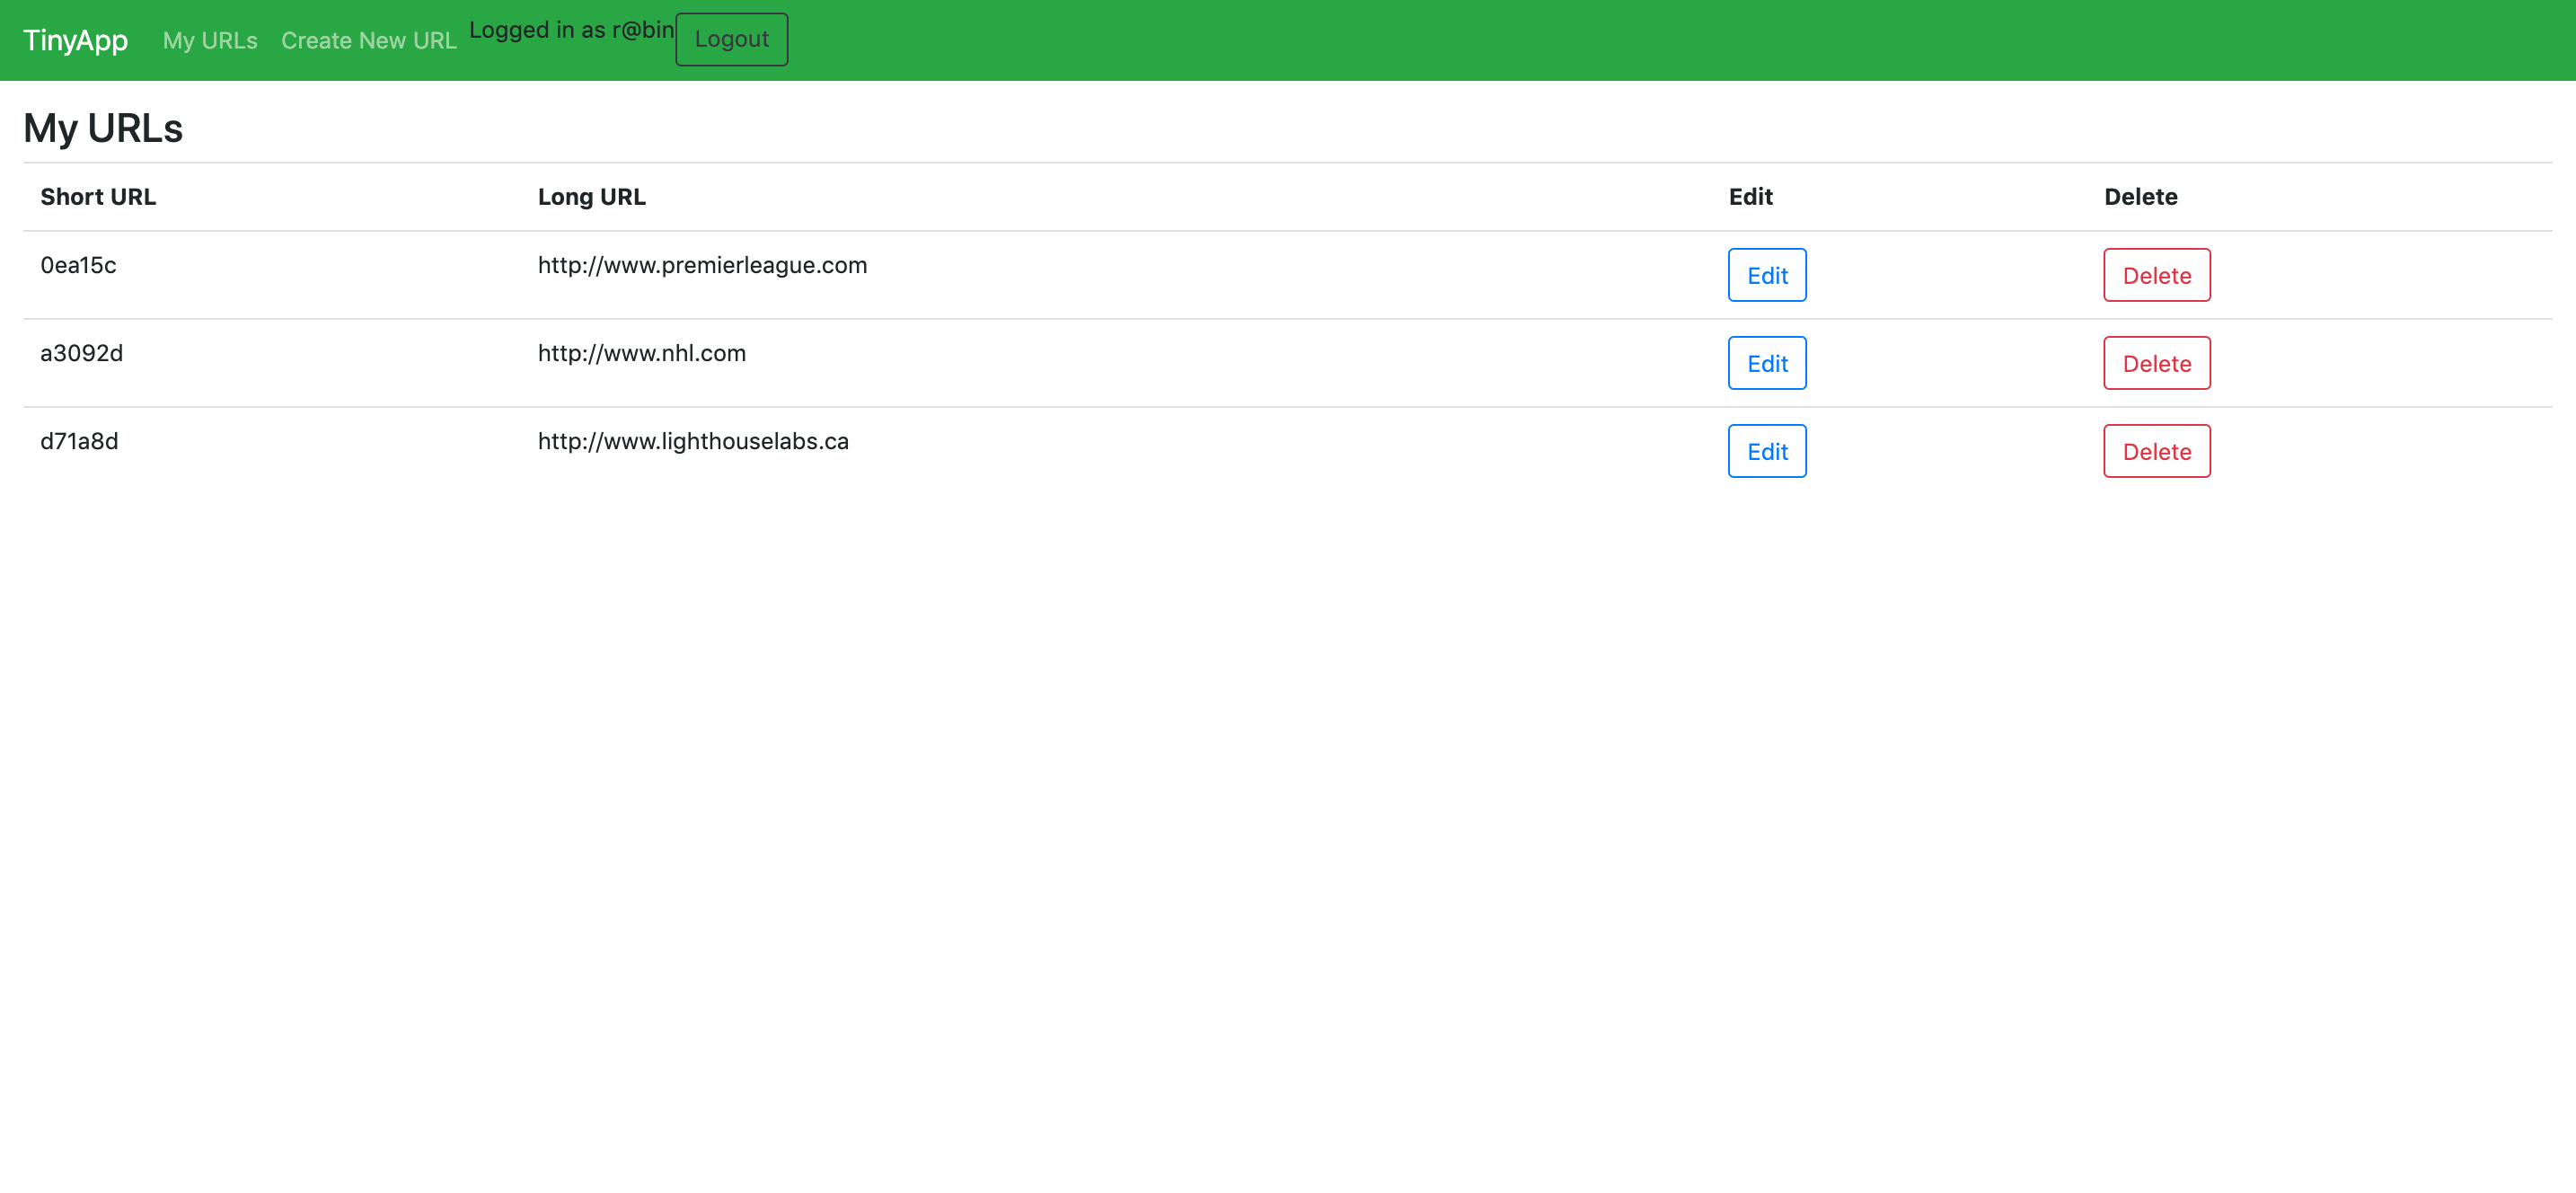 TinyApp My URLs Create New URL Logged in as r@bin Logout
My URLs
Short URL Long URL Edit Delete
0ea15c http://www.premierleague.com Edit Delete
a3092d http://www.nhl.com Edit Delete
d71a8d http://www.lighthouselabs.ca Edit Delete